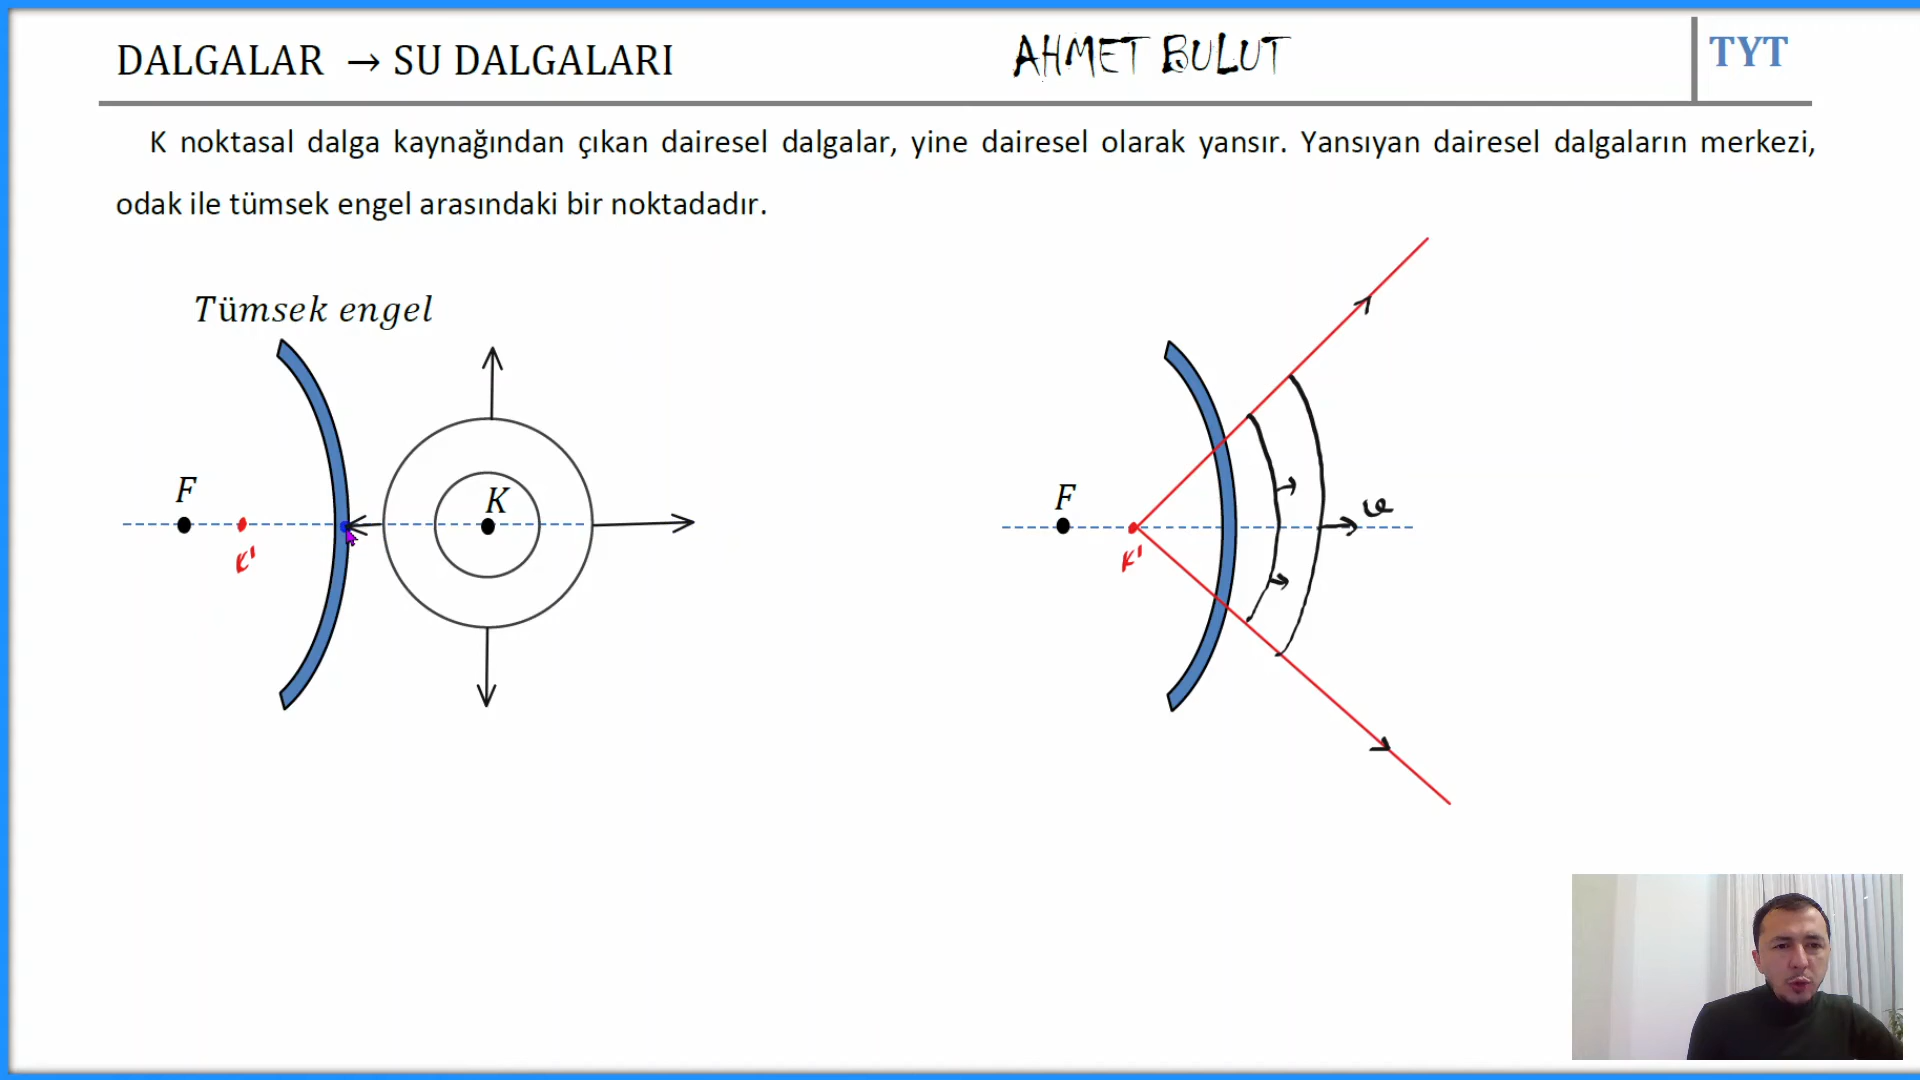 DALGALAR → SU DALGALARI
AHMET BULUT
TYT
K noktasal dalga kaynağından çıkan dairesel dalgalar, yine dairesel olarak yansır. Yansıyan dairesel dalgaların merkezi,
odak ile tümsek engel arasındaki bir noktadadır.
Tümsek engel
F
K'
K
F
K'